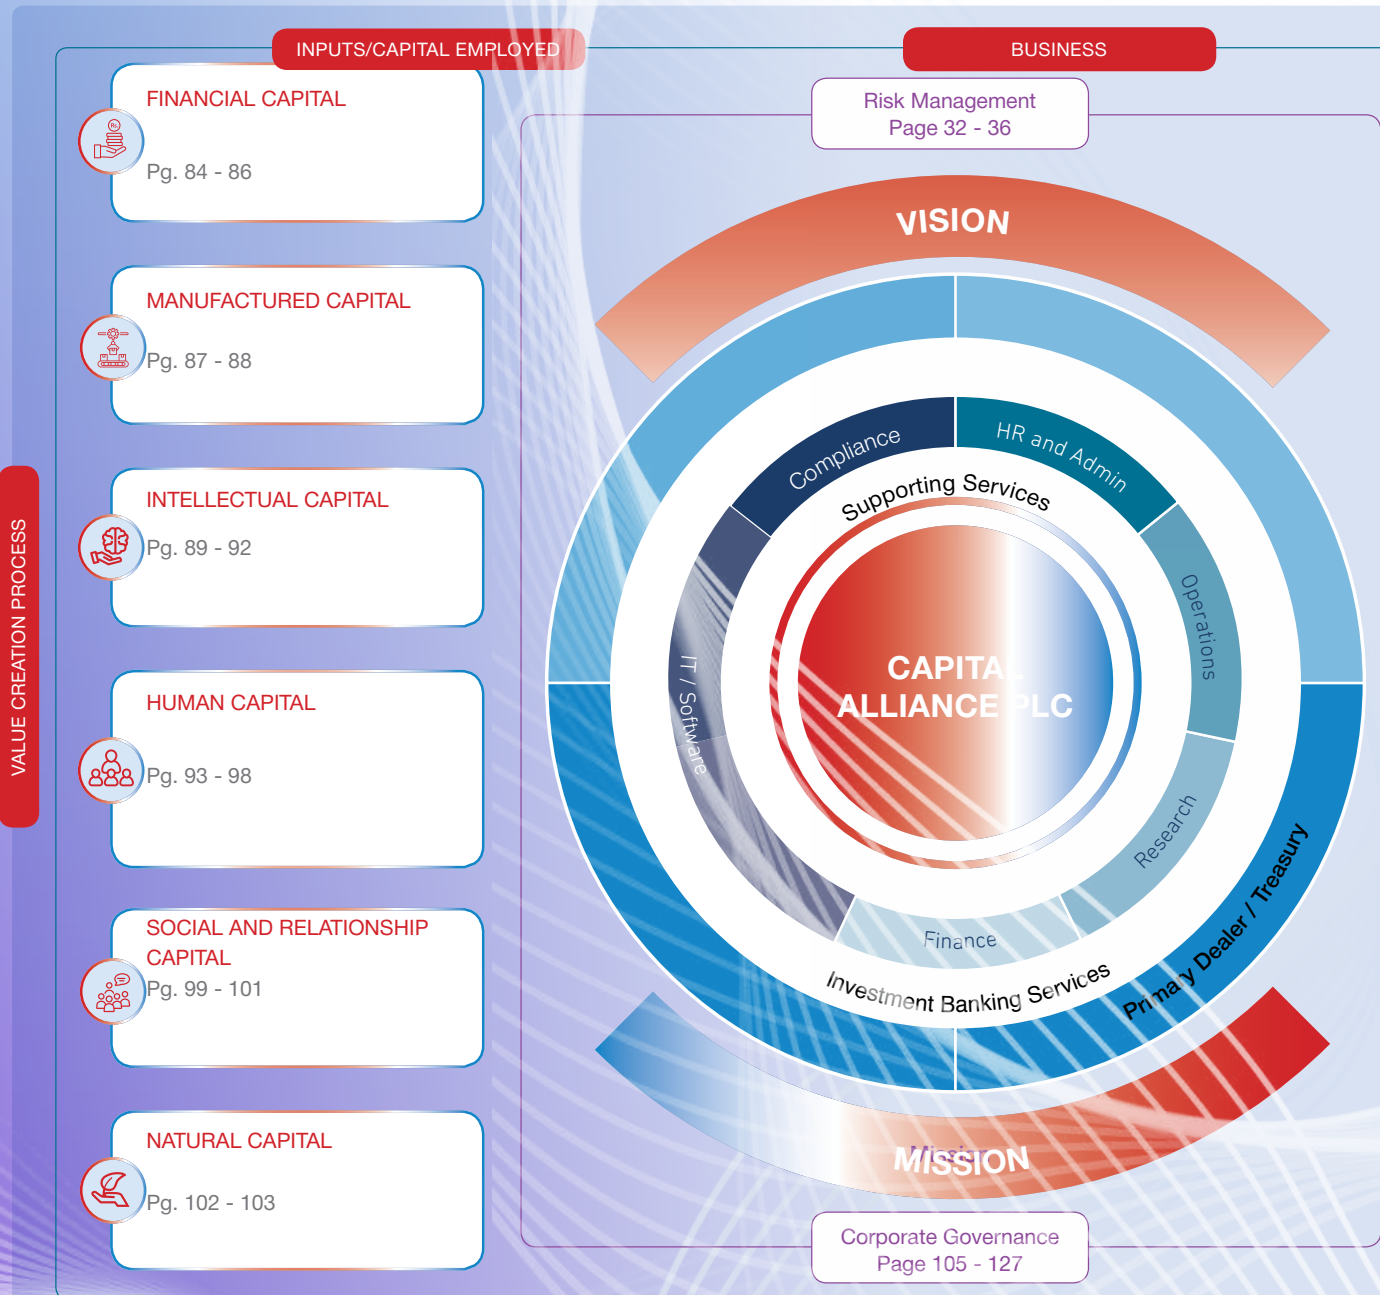 INPUTS/CAPITAL EMPLOYED
BUSINESS
VALUE CREATION PROCESS
FINANCIAL CAPITAL
Rs.
Pg. 84 - 86
MANUFACTURED CAPITAL
Pg. 87 - 88
INTELLECTUAL CAPITAL
Pg. 89 - 92
HUMAN CAPITAL
Pg. 93 - 98
SOCIAL AND RELATIONSHIP
CAPITAL
Pg. 99 - 101
NATURAL CAPITAL
Pg. 102 - 103
Risk Management
Page 32 - 36
VISION
Compliance
HR and Admin
Supporting Services
Operations
IT / Software
CAPITAL
ALLIANCE PLC
Research
Finance
Investment Banking Services
Primary Dealer / Treasury
Mission
MISSION
Corporate Governance
Page 105 - 127